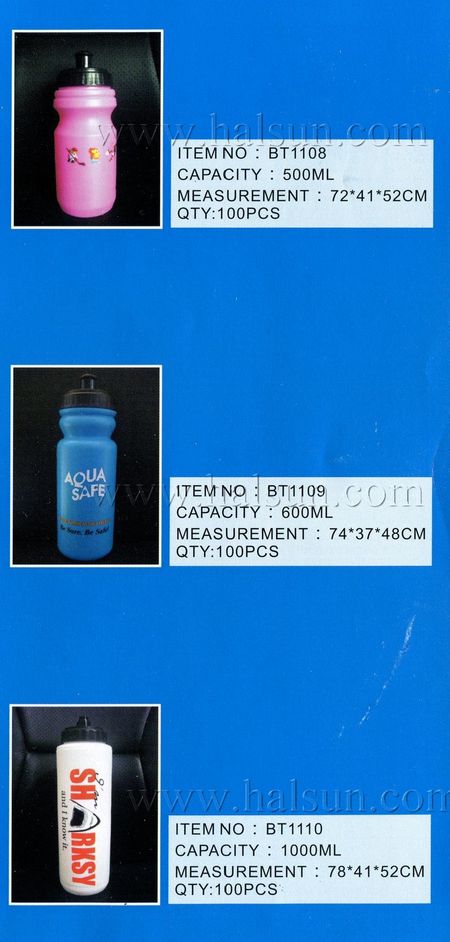 www.halsun.com
ITEM NO : BT1108
CAPACITY : 500ML
MEASUREMENT : 72*41*52CM
QTY:100PCS
AQUA
SAFE
Be Sure, Be Safe!
www.halsun.com
ITEM NO : BT1109
CAPACITY : 600ML
MEASUREMENT : 74*37*48CM
QTY:100PCS
I'm
SHARKSY
and I know it.
www.halsun.com
ITEM NO : BT1110
CAPACITY : 1000ML
MEASUREMENT : 78*41*52CM
QTY:100PCS